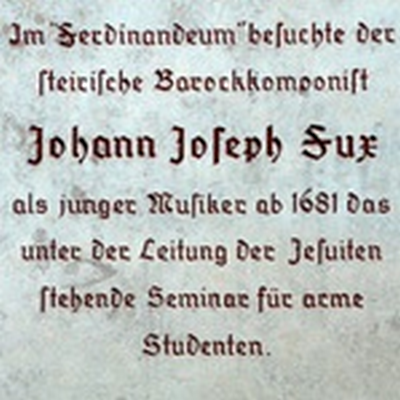 Im "Ferdinandeum" besuchte der
steirische Barockkomponist
Johann Joseph Fux
als junger Musiker ab 1681 das
unter der Leitung der Jesuiten
stehende Seminar für arme
Studenten.